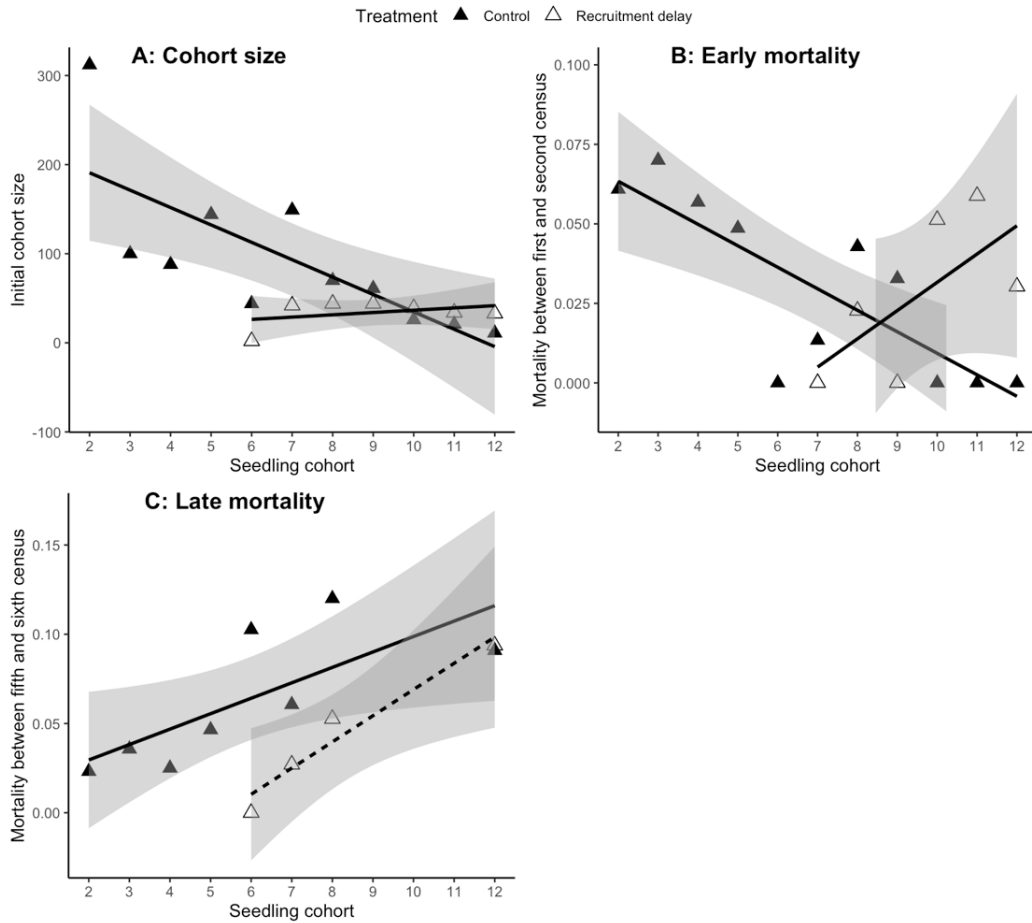 Treatment Control Recruitment delay
A: Cohort size
Initial cohort size
300
200
100
0
-100
2 3 4 5 6 7 8 9 10 11 12
Seedling cohort
B: Early mortality
Mortality between first and second census
0.100
0.075
0.050
0.025
0.000
2 3 4 5 6 7 8 9 10 11 12
Seedling cohort
C: Late mortality
Mortality between fifth and sixth census
0.15
0.10
0.05
0.00
2 3 4 5 6 7 8 9 10 11 12
Seedling cohort